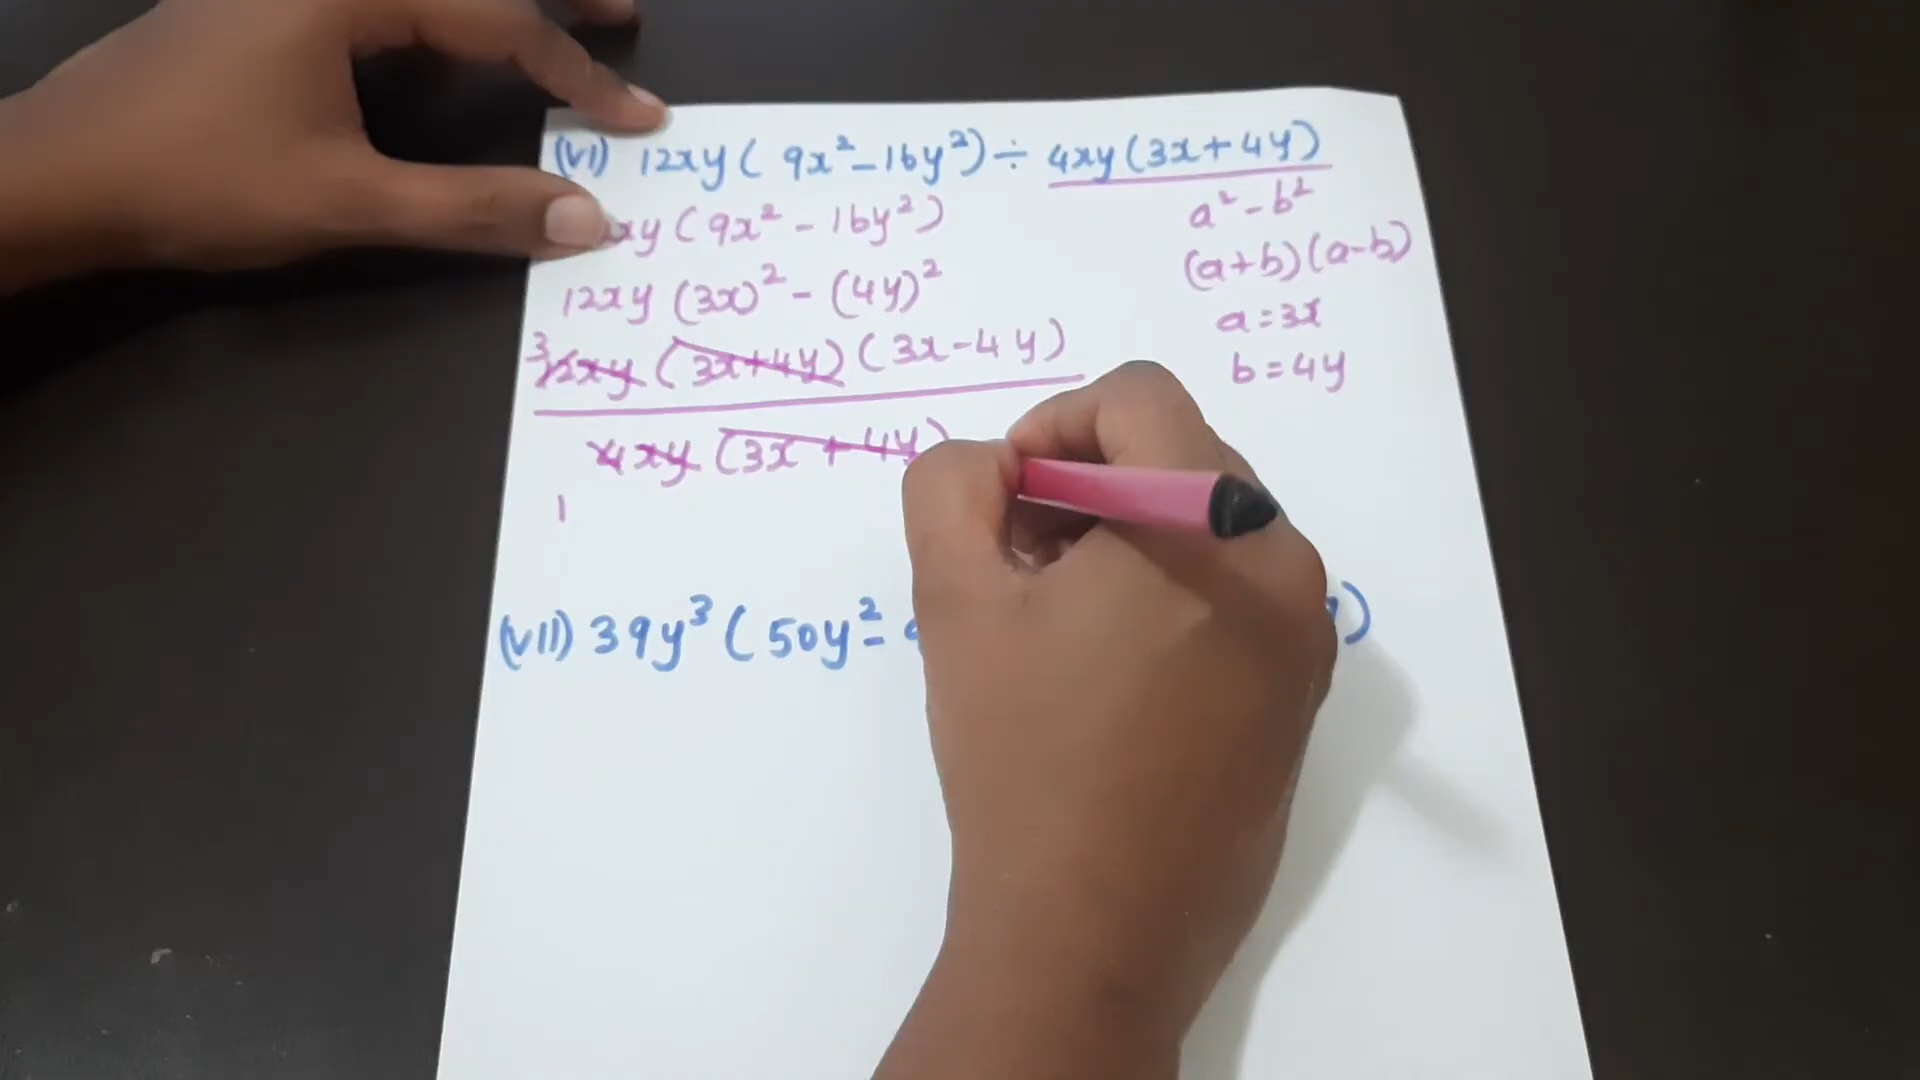 (VI) 12xy ( 9x² - 16y²) ÷ 4xy (3x + 4y)
xy (9x² - 16y²)
a² - b²
(a+b)(a-b)
12xy (3x)² - (4y)²
a = 3x
3
12xy (3x+4y) (3x-4y)
b = 4y
4xy (3x + 4y)
1
(VII) 39y³ ( 50y² - )